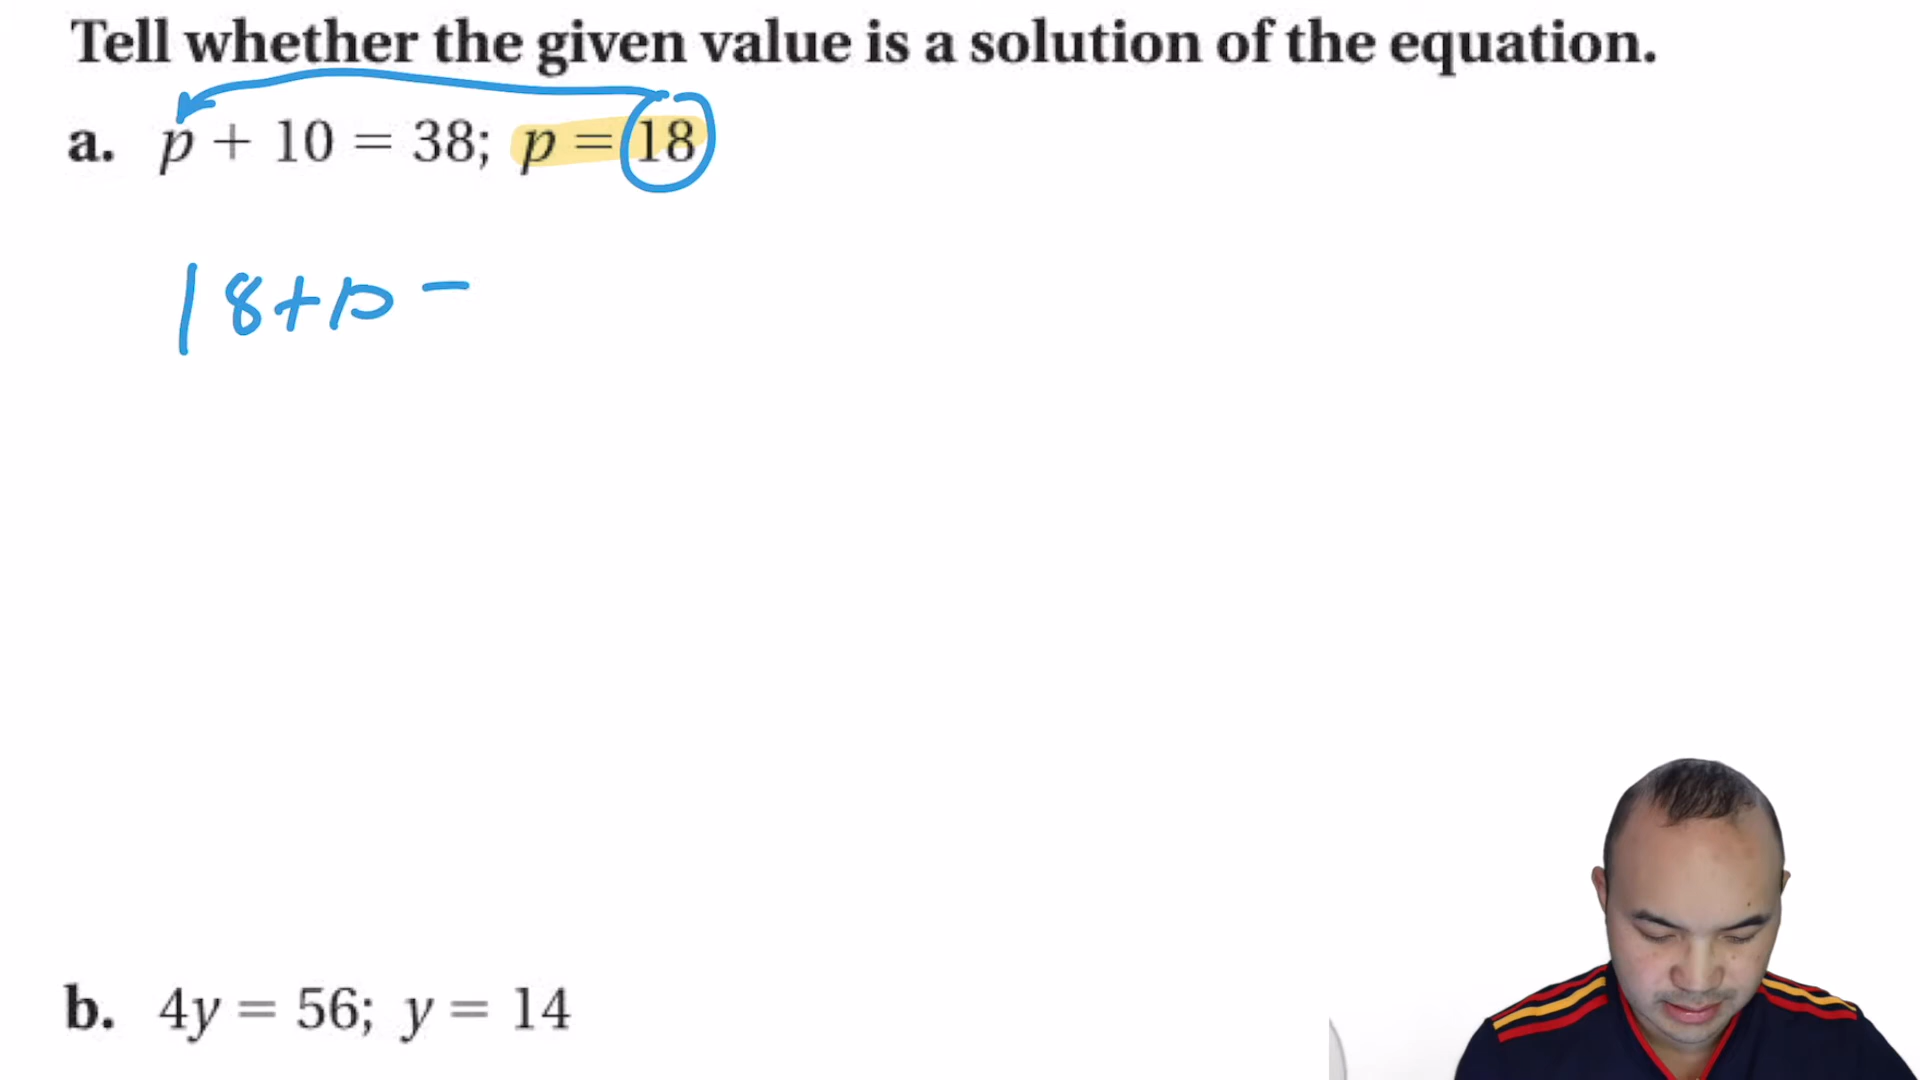 Tell whether the given value is a solution of the equation.
a. p + 10 = 38; p = 18
18+10 -
b. 4y = 56; y = 14